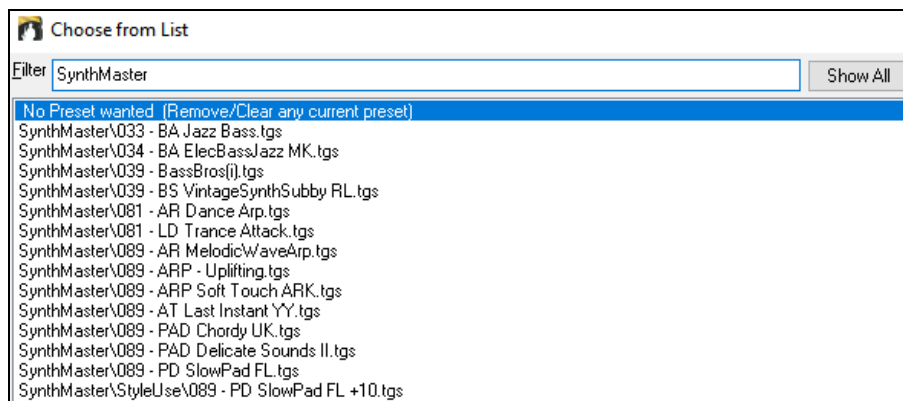 Choose from List
Filter SynthMaster Show All
No Preset wanted (Remove/Clear any current preset)
SynthMaster\033 - BA Jazz Bass.tgs
SynthMaster\034 - BA ElecBassJazz MK.tgs
SynthMaster\039 - BassBros(i).tgs
SynthMaster\039 - BS VintageSynthSubby RL.tgs
SynthMaster\081 - AR Dance Arp.tgs
SynthMaster\081 - LD Trance Attack.tgs
SynthMaster\089 - AR MelodicWaveArp.tgs
SynthMaster\089 - ARP - Uplifting.tgs
SynthMaster\089 - ARP Soft Touch ARK.tgs
SynthMaster\089 - AT Last Instant YY.tgs
SynthMaster\089 - PAD Chordy UK.tgs
SynthMaster\089 - PAD Delicate Sounds II.tgs
SynthMaster\089 - PD SlowPad FL.tgs
SynthMaster\StyleUse\089 - PD SlowPad FL +10.tgs